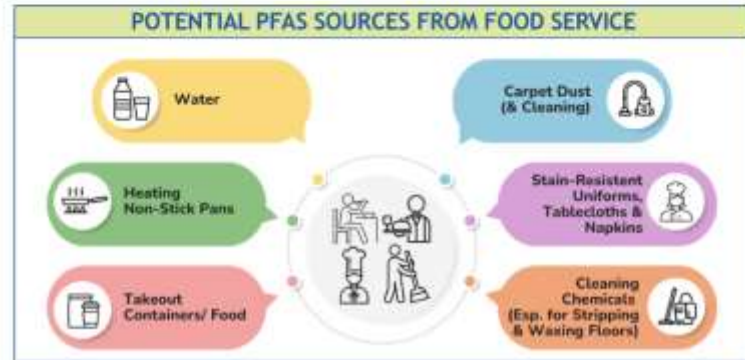 POTENTIAL PFAS SOURCES FROM FOOD SERVICE
Water
Carpet Dust
(& Cleaning)
Heating
Non-Stick Pans
Stain-Resistent
Uniforms,
Tablecloths &
Napkins
Takeout
Containers/ Food
Cleaning
Chemicals
(Esp. for Stripping
& Waxing Floors)